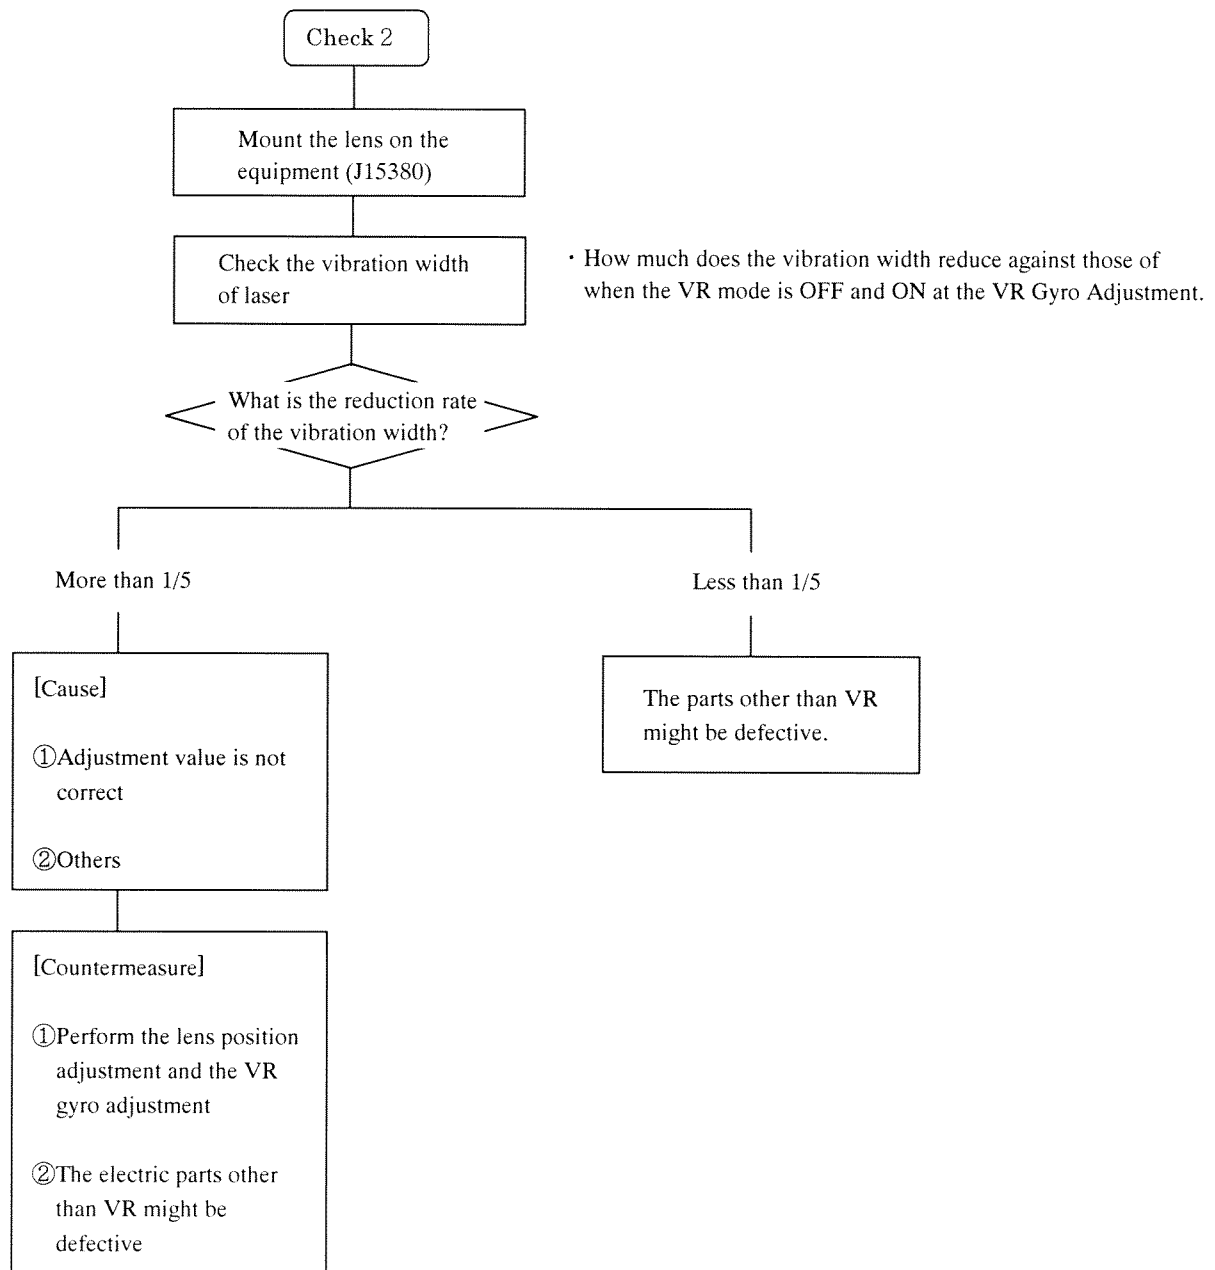 Check 2
Mount the lens on the
equipment (J15380)
Check the vibration width
of laser
・How much does the vibration width reduce against those of
when the VR mode is OFF and ON at the VR Gyro Adjustment.
What is the reduction rate
of the vibration width?
More than 1/5
Less than 1/5
[Cause]
①Adjustment value is not
correct
②Others
The parts other than VR
might be defective.
[Countermeasure]
①Perform the lens position
adjustment and the VR
gyro adjustment
②The electric parts other
than VR might be
defective